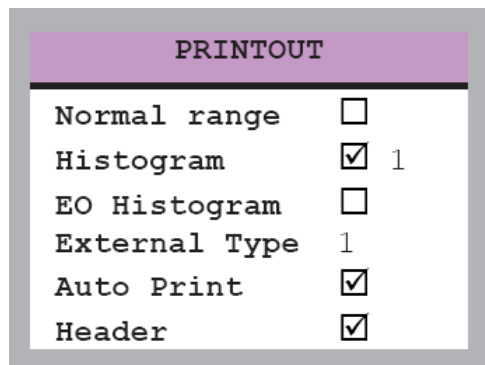 PRINTOUT
Normal range ☐
Histogram ☑ 1
EO Histogram ☐
External Type 1
Auto Print ☑
Header ☑